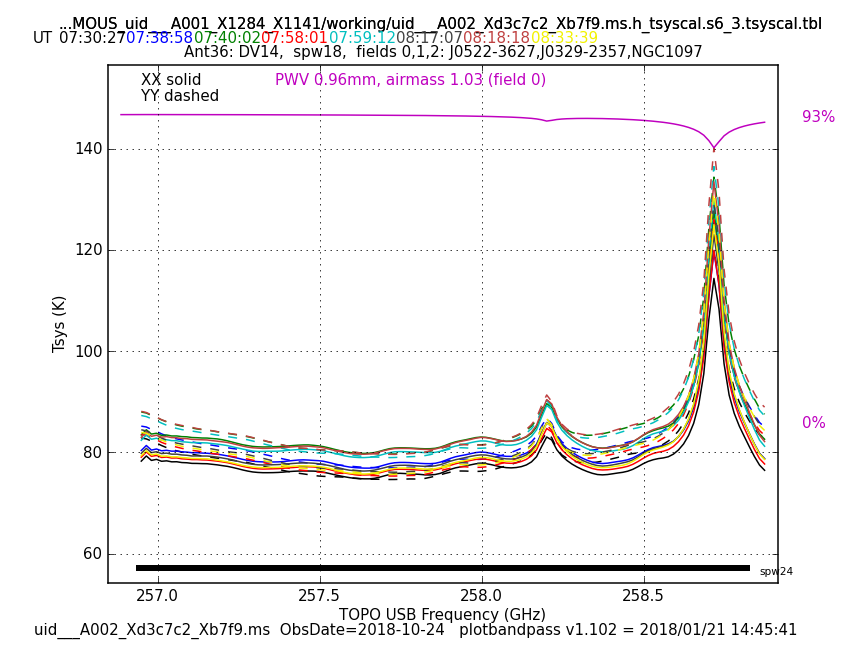 ...MOUS_uid___A001_X1284_X1141/working/uid___A002_Xd3c7c2_Xb7f9.ms.h_tsyscal.s6_3.tsyscal.tbl
UT 07:30:27 07:38:58 07:40:02 07:58:01 07:59:12 08:17:07 08:18:18 08:33:39
Ant36: DV14, spw18, fields 0,1,2: J0522-3627,J0329-2357,NGC1097
XX solid
PWV 0.96mm, airmass 1.03 (field 0)
YY dashed
93%
140
120
100
80
60
0%
Tsys (K)
spw24
257.0 257.5 258.0 258.5
TOPO USB Frequency (GHz)
uid___A002_Xd3c7c2_Xb7f9.ms ObsDate=2018-10-24 plotbandpass v1.102 = 2018/01/21 14:45:41